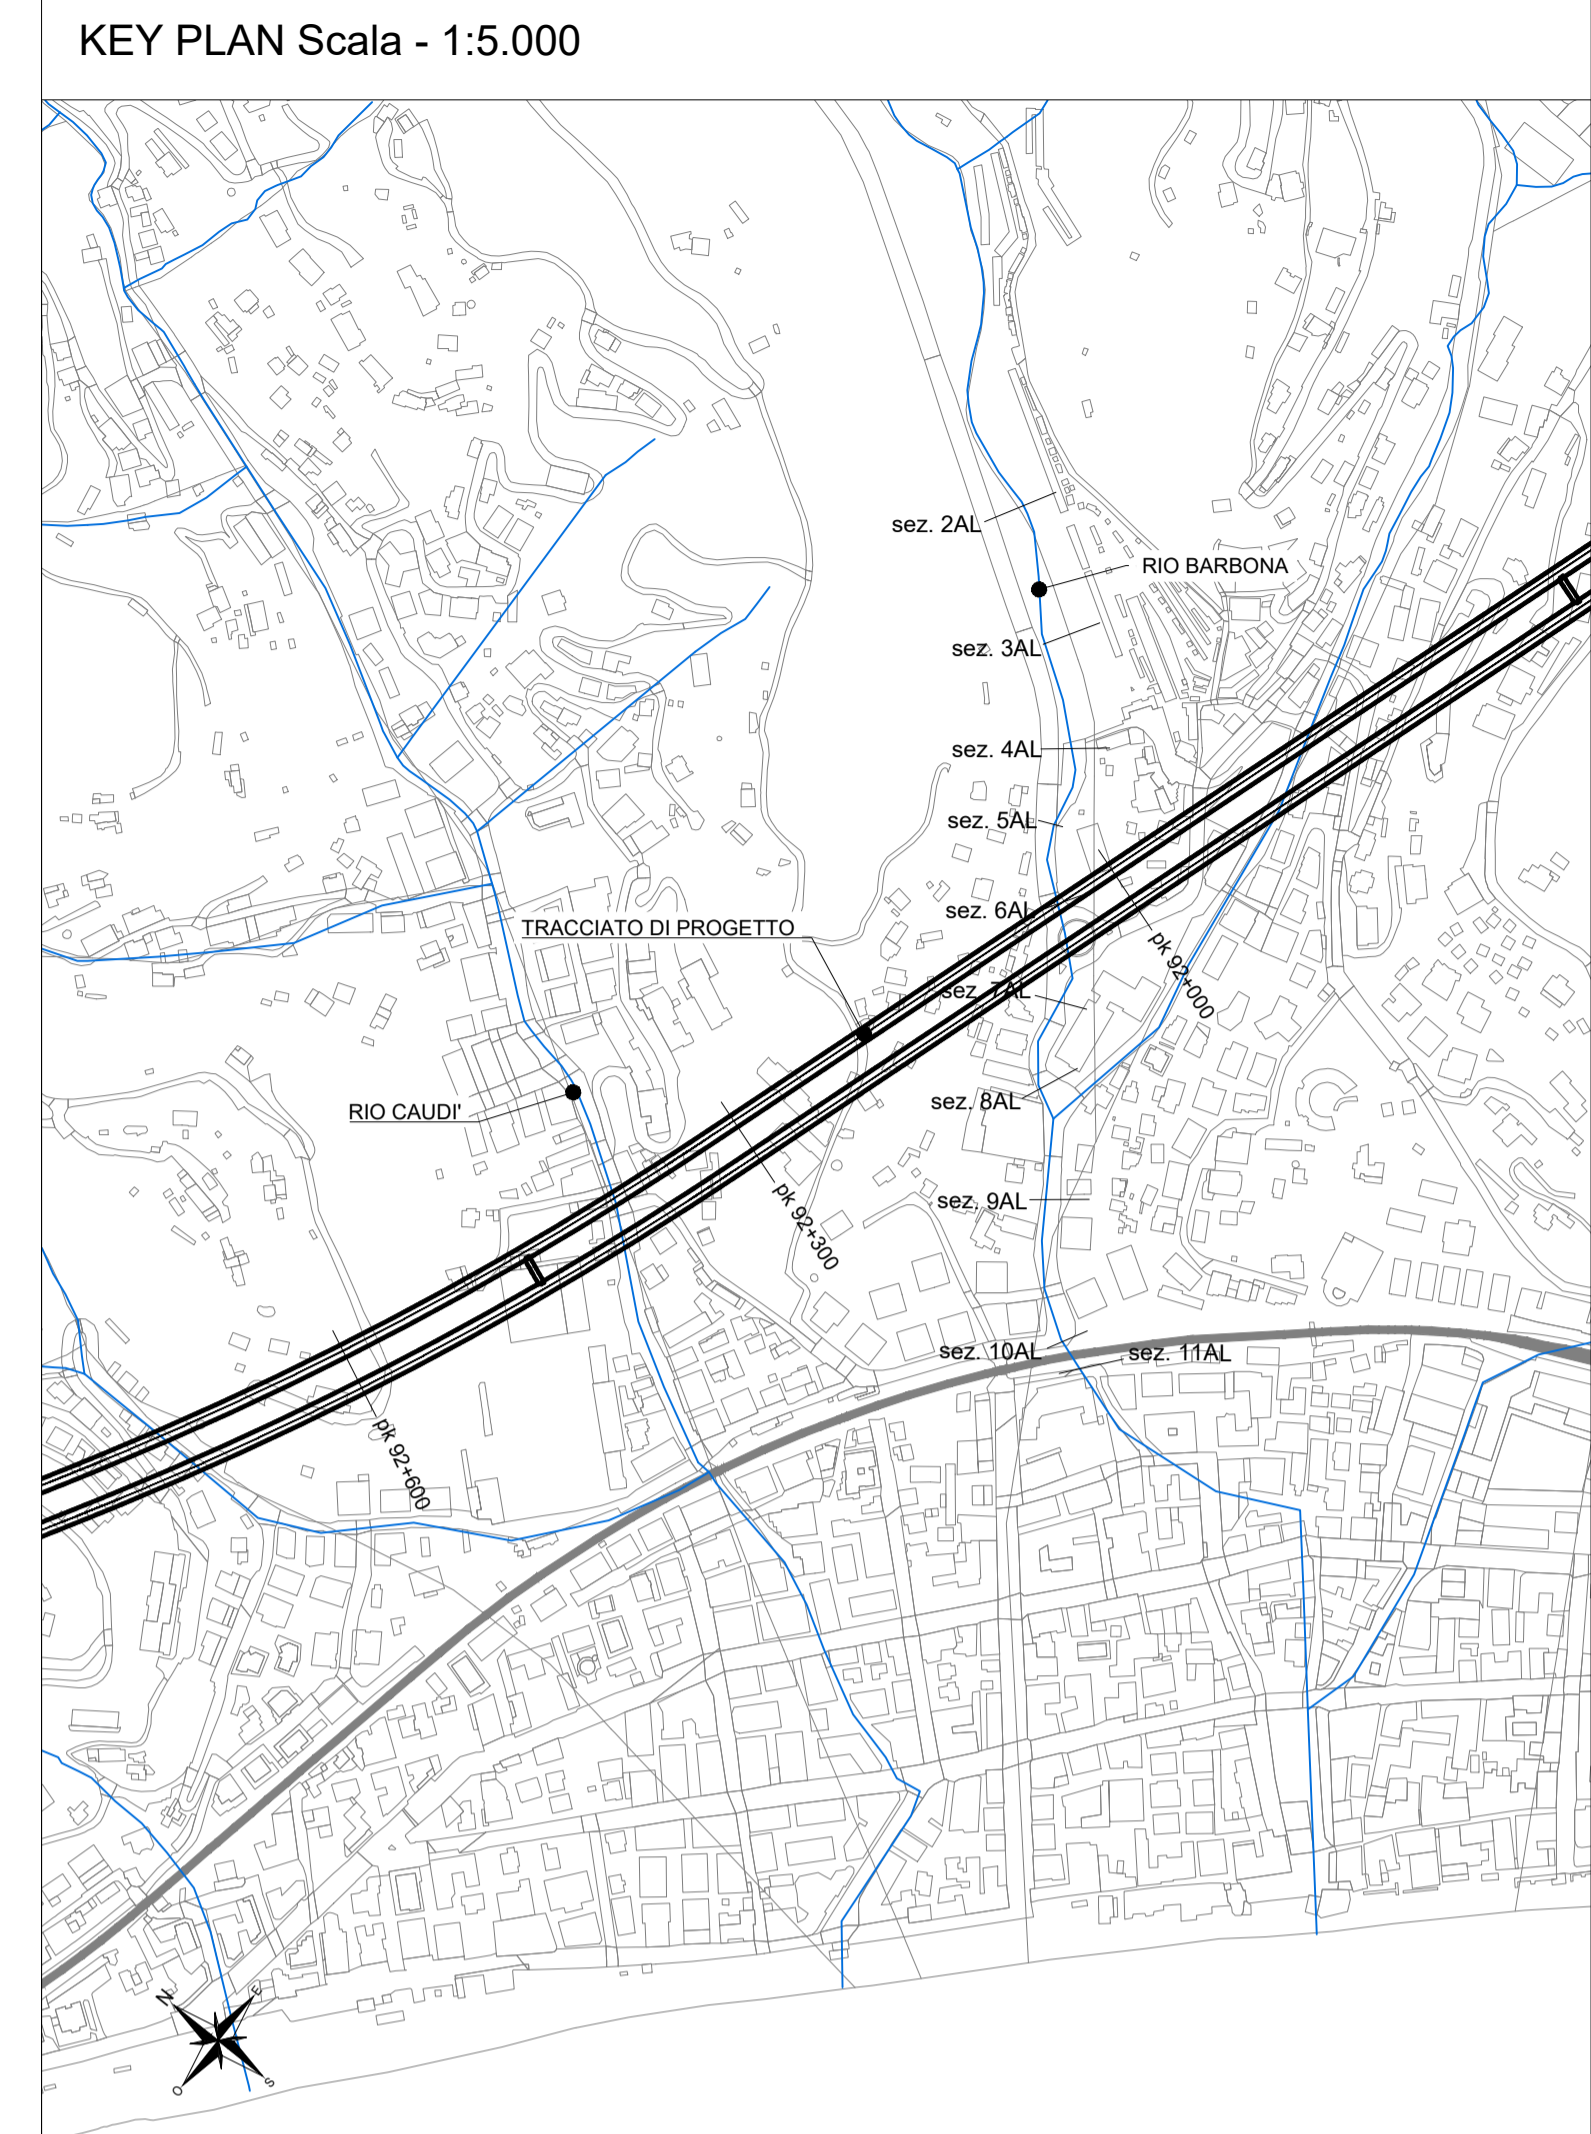 KEY PLAN Scala - 1:5.000
sez. 2AL
RIO BARBONA
sez. 3AL
sez. 4AL
sez. 5AL
sez. 6AL
TRACCIATO DI PROGETTO
pk 92+000
sez. 7AL
sez. 8AL
RIO CAUDI'
sez. 9AL
pk 92+300
sez. 10AL
sez. 11AL
pk 92+600
N
E
O
S